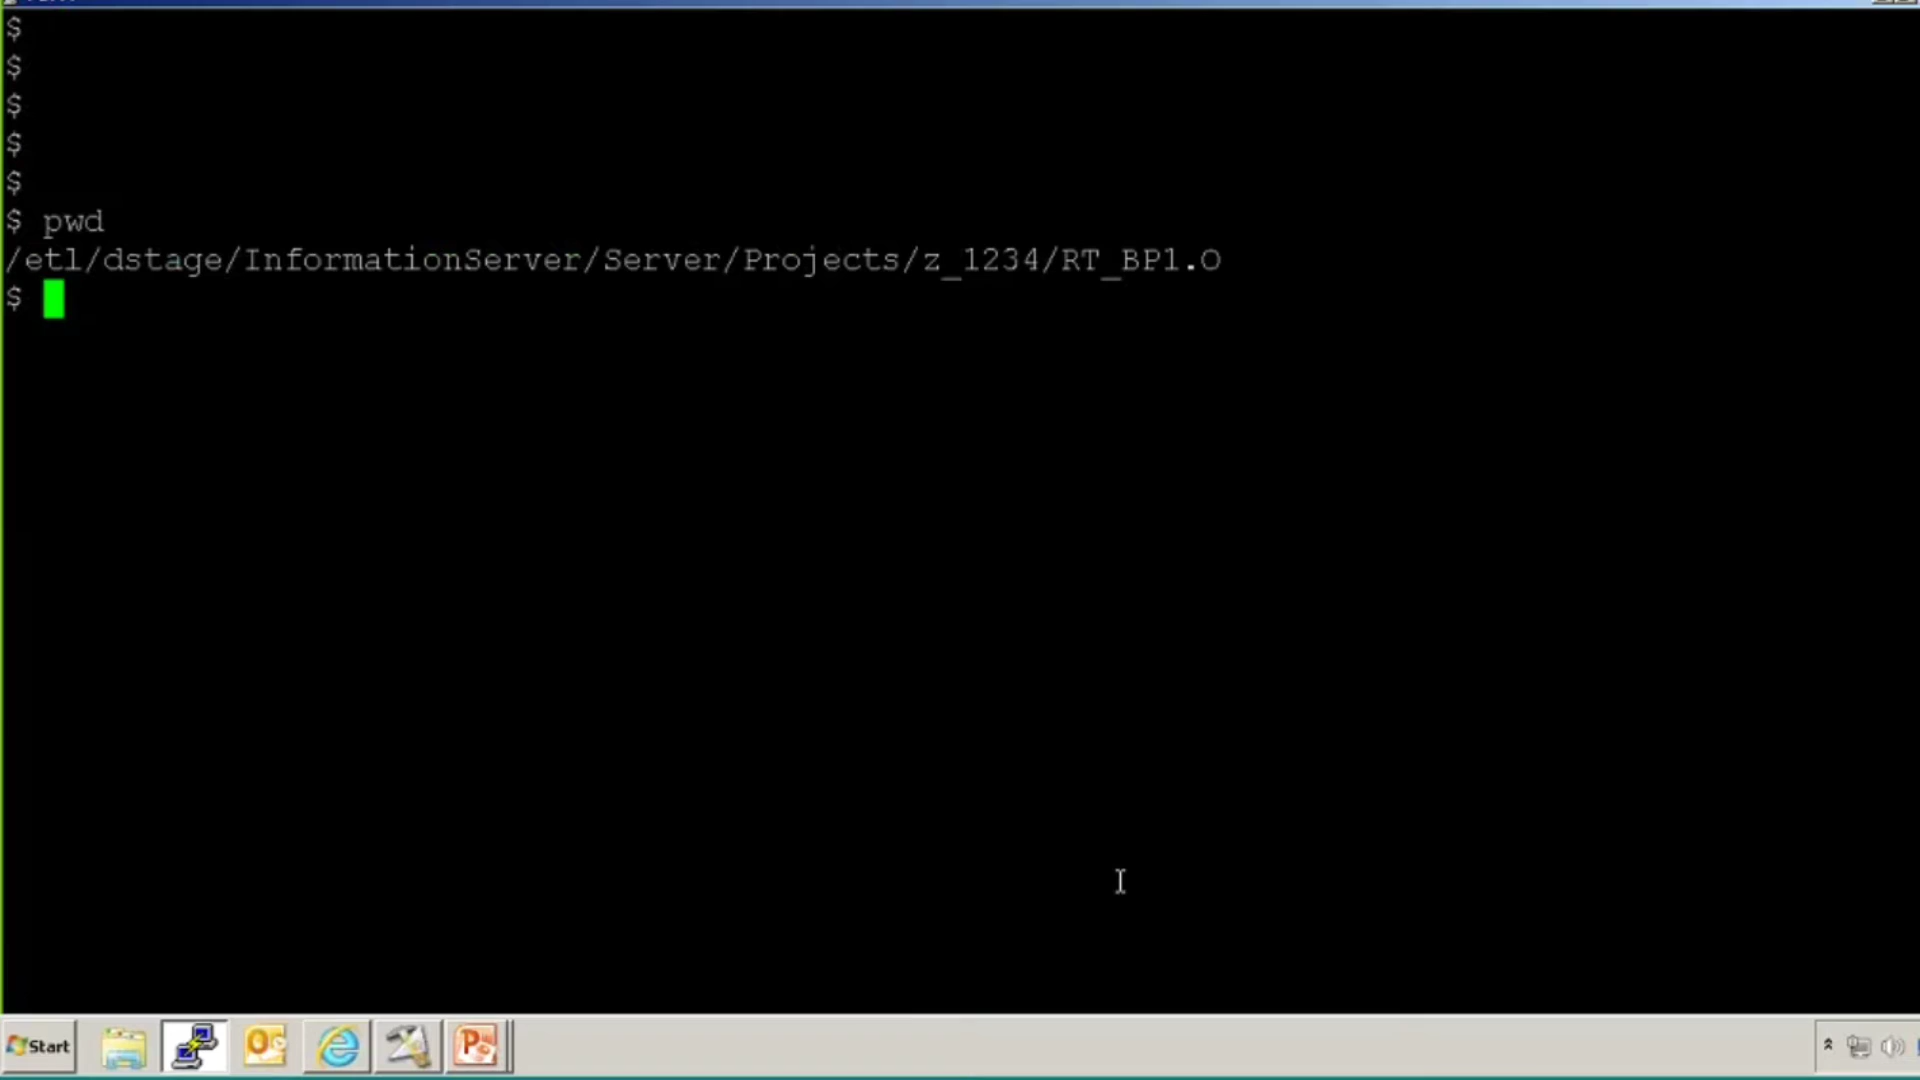 $
$
$
$
$
$ pwd
/etl/dstage/InformationServer/Server/Projects/z_1234/RT_BP1.O
$
Start